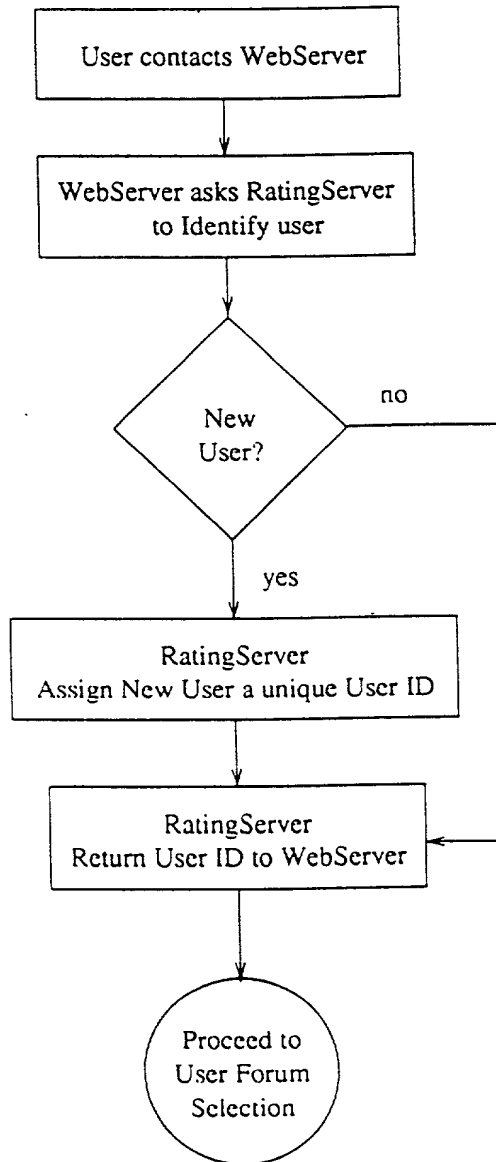 User contacts WebServer
WebServer asks RatingServer
to Identify user
New
User?
no
yes
RatingServer
Assign New User a unique User ID
RatingServer
Return User ID to WebServer
Proceed to
User Forum
Selection